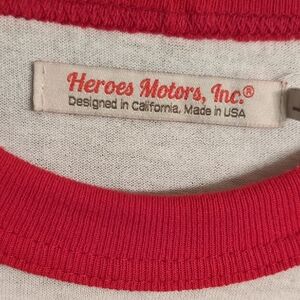 Heroes Motors, Inc.®
Designed in California, Made in USA